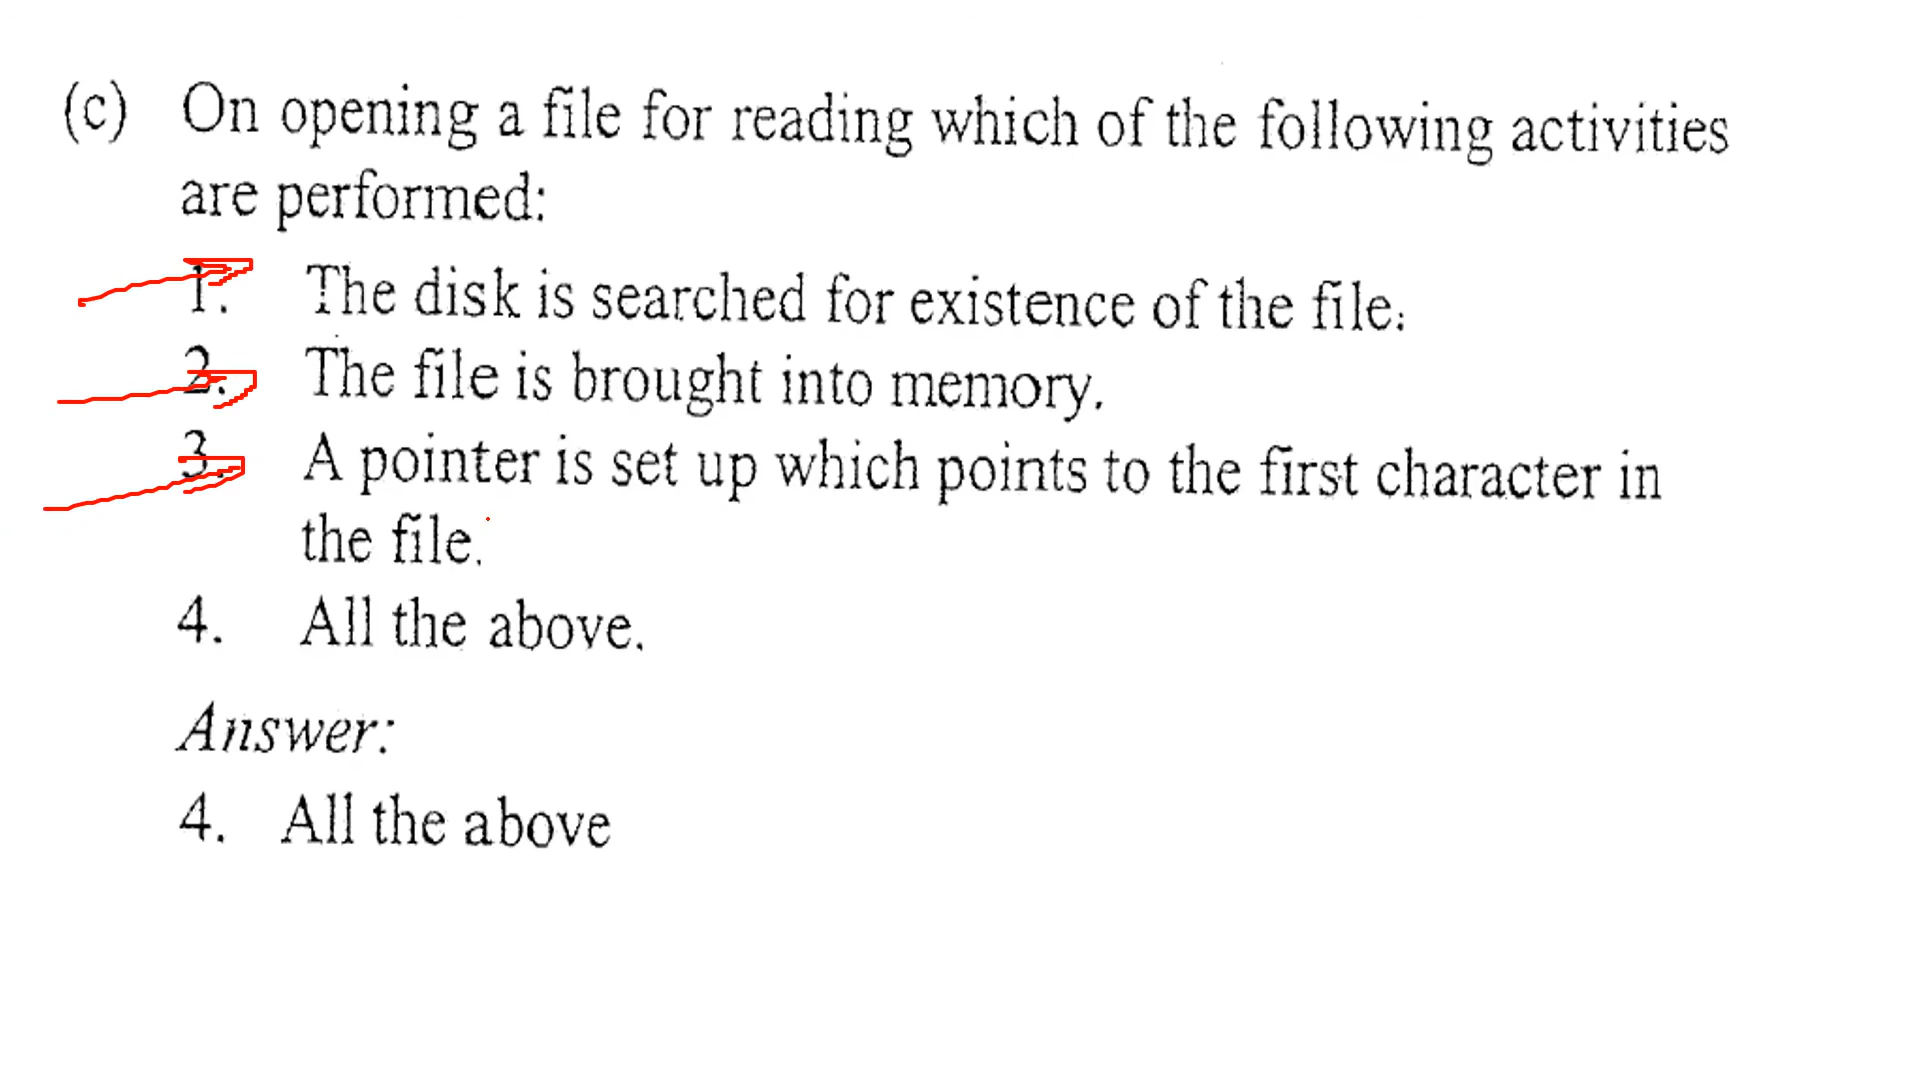 (c) On opening a file for reading which of the following activities
are performed:
1. The disk is searched for existence of the file.
2. The file is brought into memory.
3. A pointer is set up which points to the first character in
the file.
4. All the above.
Answer:
4. All the above